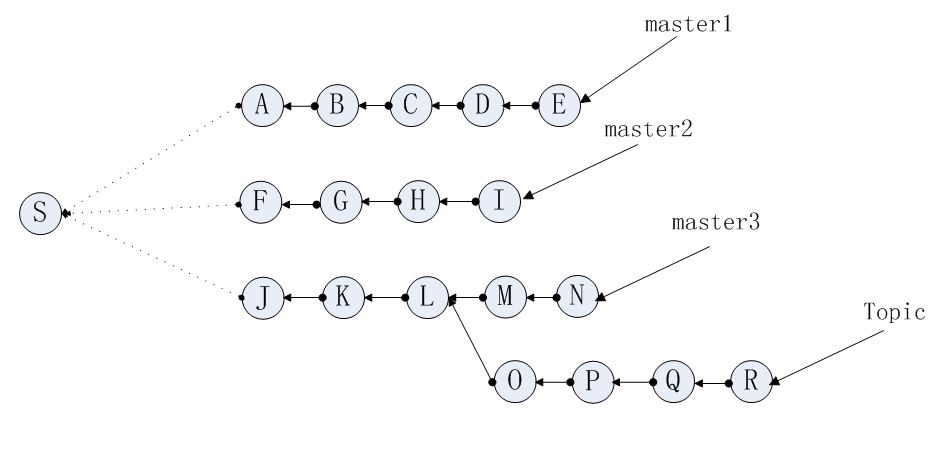 master1
A B C D E
master2
S
F G H I
master3
J K L M N
Topic
O P Q R